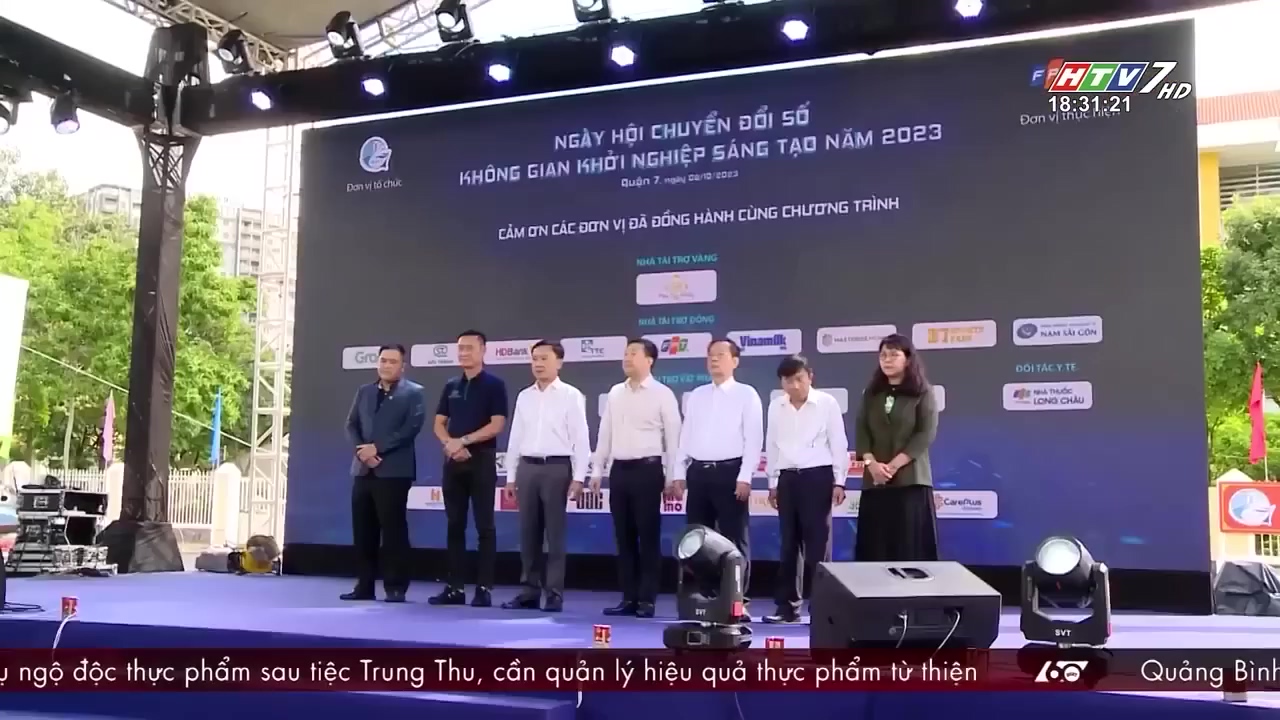 HTV7 HD
18:31:21
Đơn vị thực hiện
Đơn vị tổ chức
NGÀY HỘI CHUYỂN ĐỔI SỐ
KHÔNG GIAN KHỞI NGHIỆP SÁNG TẠO NĂM 2023
Quận 7, ngày 08/10/2023
CẢM ƠN CÁC ĐƠN VỊ ĐÃ ĐỒNG HÀNH CÙNG CHƯƠNG TRÌNH
NHÀ TÀI TRỢ VÀNG
NHÀ TÀI TRỢ ĐỒNG
Grab
HDBank
TTC
FPT
Vinamilk
NAM SÀI GÒN
ĐỐI TÁC Y TẾ
NHÀ THUỐC
LONG CHÂU
CarePlus
SVT
SVT
ngộ độc thực phẩm sau tiệc Trung Thu, cần quản lý hiệu quả thực phẩm từ thiện
60 giây
Quảng Bình